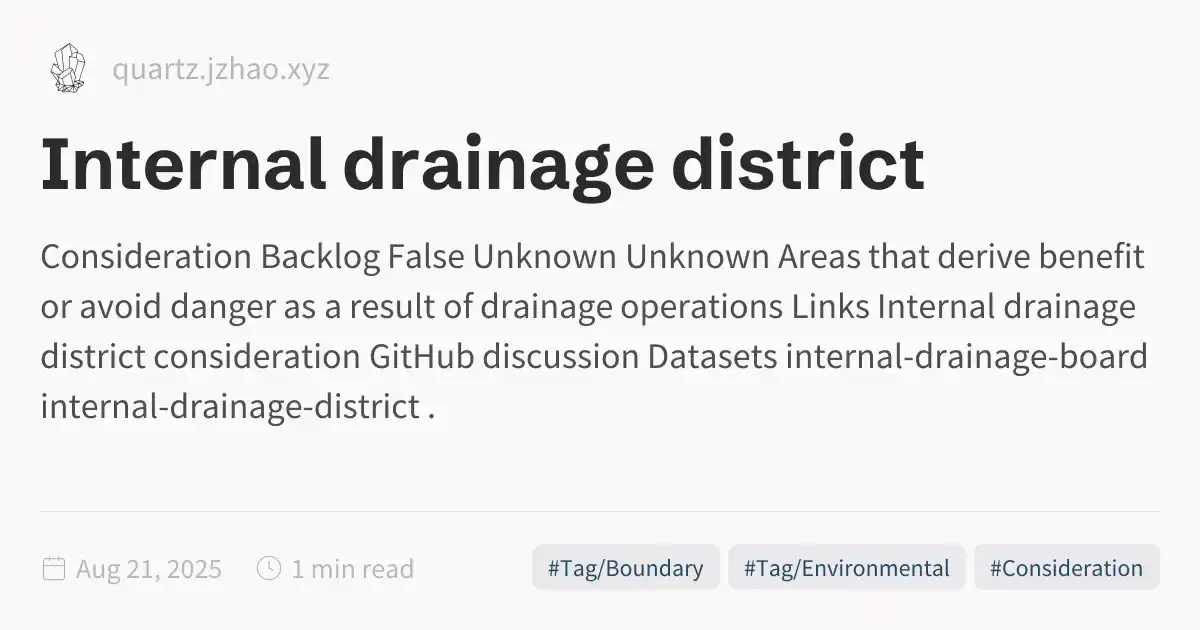 quartz.jzhao.xyz
Internal drainage district
Consideration Backlog False Unknown Unknown Areas that derive benefit
or avoid danger as a result of drainage operations Links Internal drainage
district consideration GitHub discussion Datasets internal-drainage-board
internal-drainage-district .
Aug 21, 2025 1 min read #Tag/Boundary #Tag/Environmental #Consideration